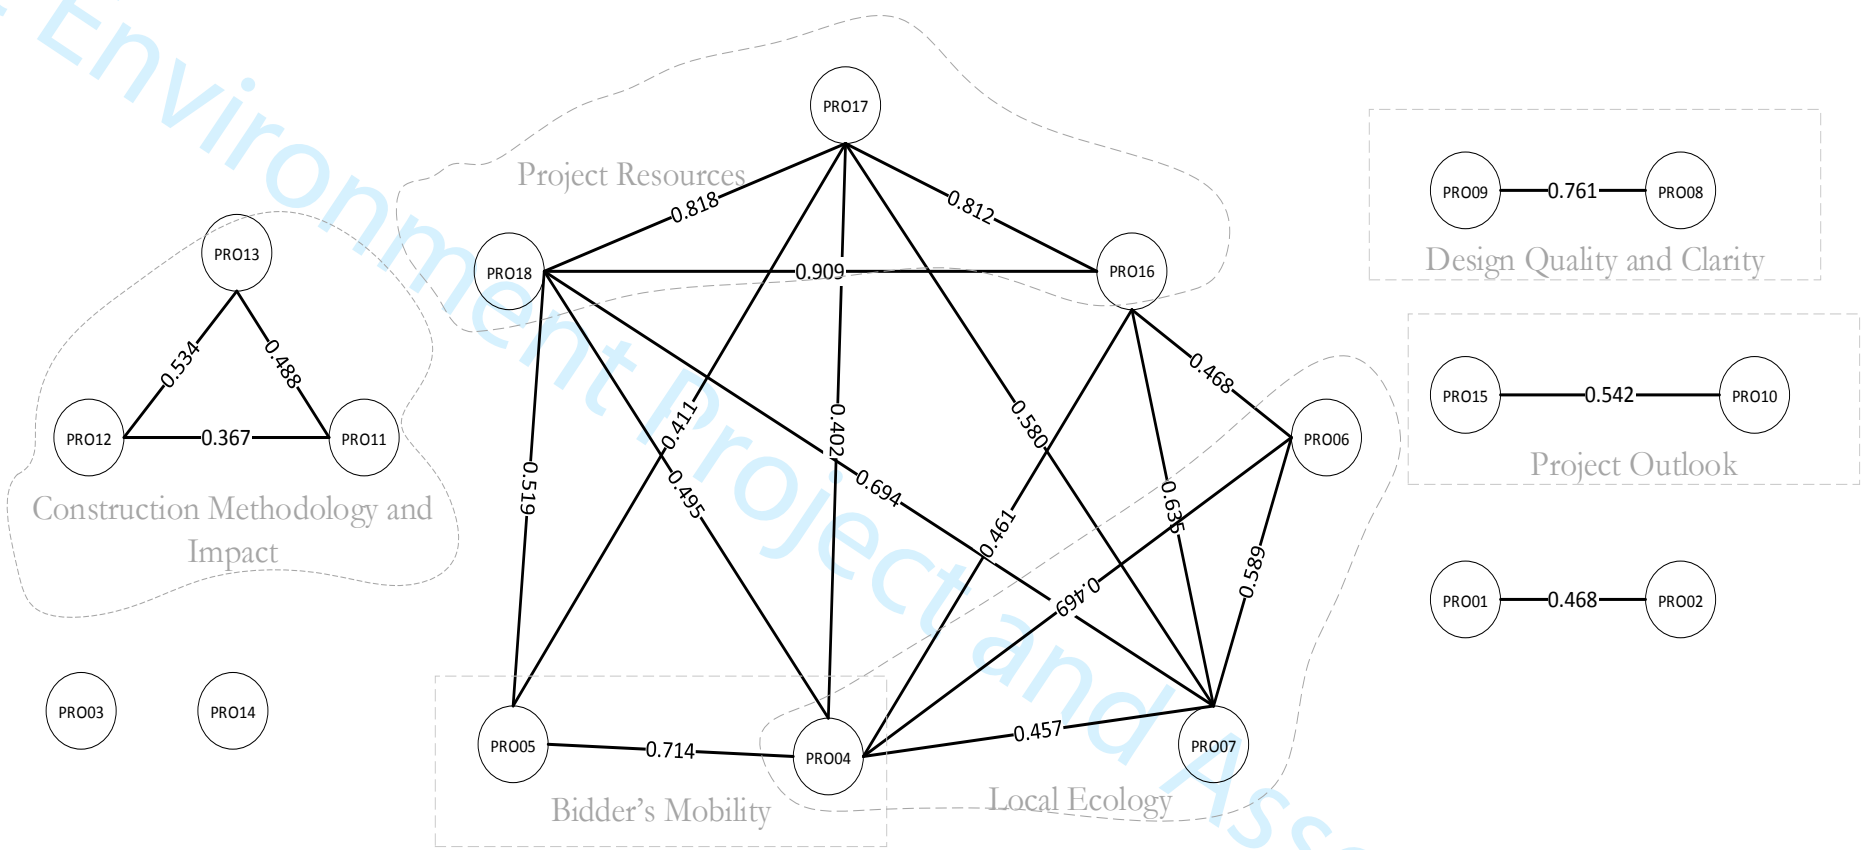 Environment Project and Ass
PRO17
Project Resources
0.818
0.812
PRO09
0.761
PRO08
Design Quality and Clarity
PRO13
PRO18
0.909
PRO16
0.534
0.488
0.468
PRO15
0.542
PRO10
Project Outlook
PRO12
0.367
PRO11
0.411
0.402
0.580
PRO06
Construction Methodology and
Impact
0.519
0.495
0.694
0.461
0.635
0.589
0.469
PRO01
0.468
PRO02
PRO03
PRO14
PRO05
0.714
PRO04
0.457
PRO07
Bidder’s Mobility
Local Ecology